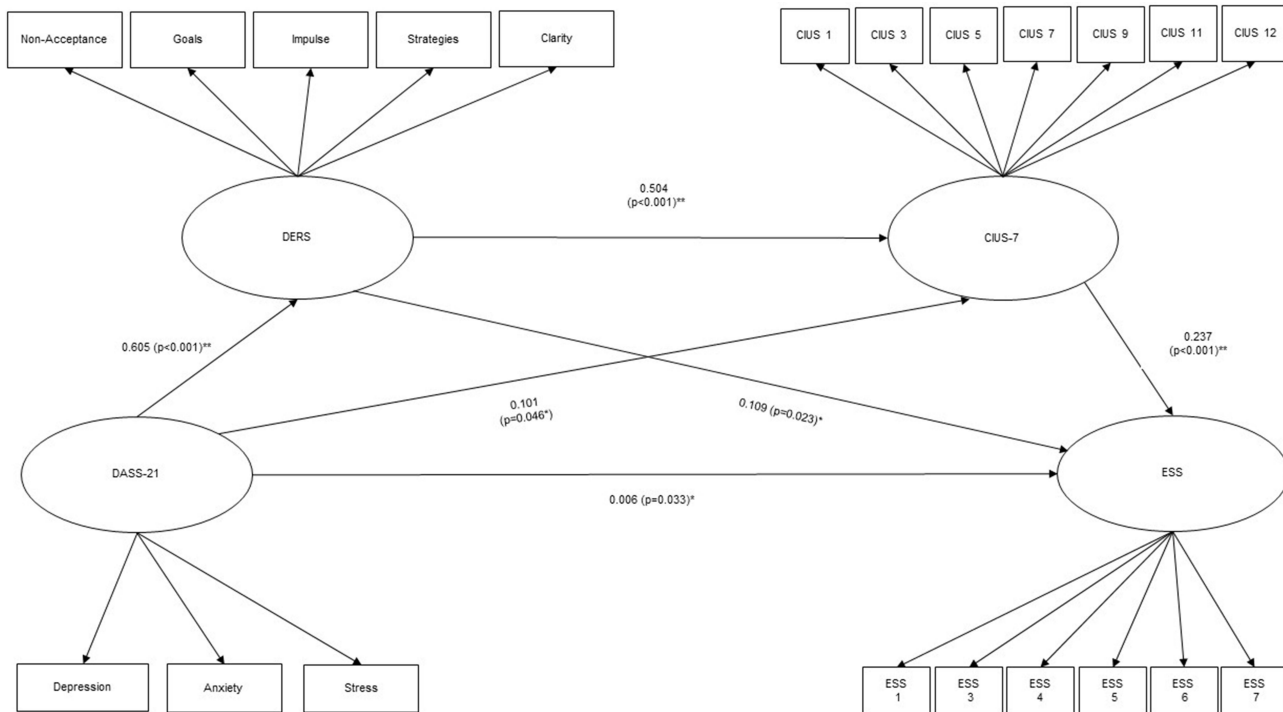 Non-Acceptance
Goals
Impulse
Strategies
Clarity
CIUS 1
CIUS 3
CIUS 5
CIUS 7
CIUS 9
CIUS 11
CIUS 12
0.504
(p<0.001)**
DERS
CIUS-7
0.605 (p<0.001)**
0.237
(p<0.001)**
0.101
(p=0.046*)
0.109 (p=0.023)*
DASS-21
ESS
0.006 (p=0.033)*
Depression
Anxiety
Stress
ESS
1
ESS
3
ESS
4
ESS
5
ESS
6
ESS
7